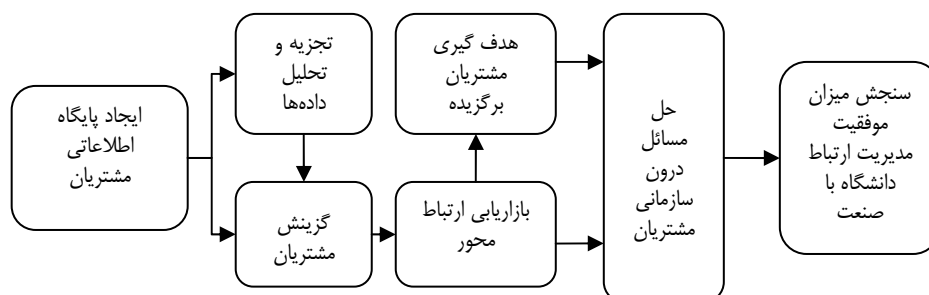 ایجاد پایگاه
اطلاعاتی
مشتریان
تجزیه و
تحلیل
داده‌ها
گزینش
مشتریان
هدف گیری
مشتریان
برگزیده
بازاریابی ارتباط
محور
حل
مسائل
درون
سازمانی
مشتریان
سنجش میزان
موفقیت
مدیریت ارتباط
دانشگاه با
صنعت